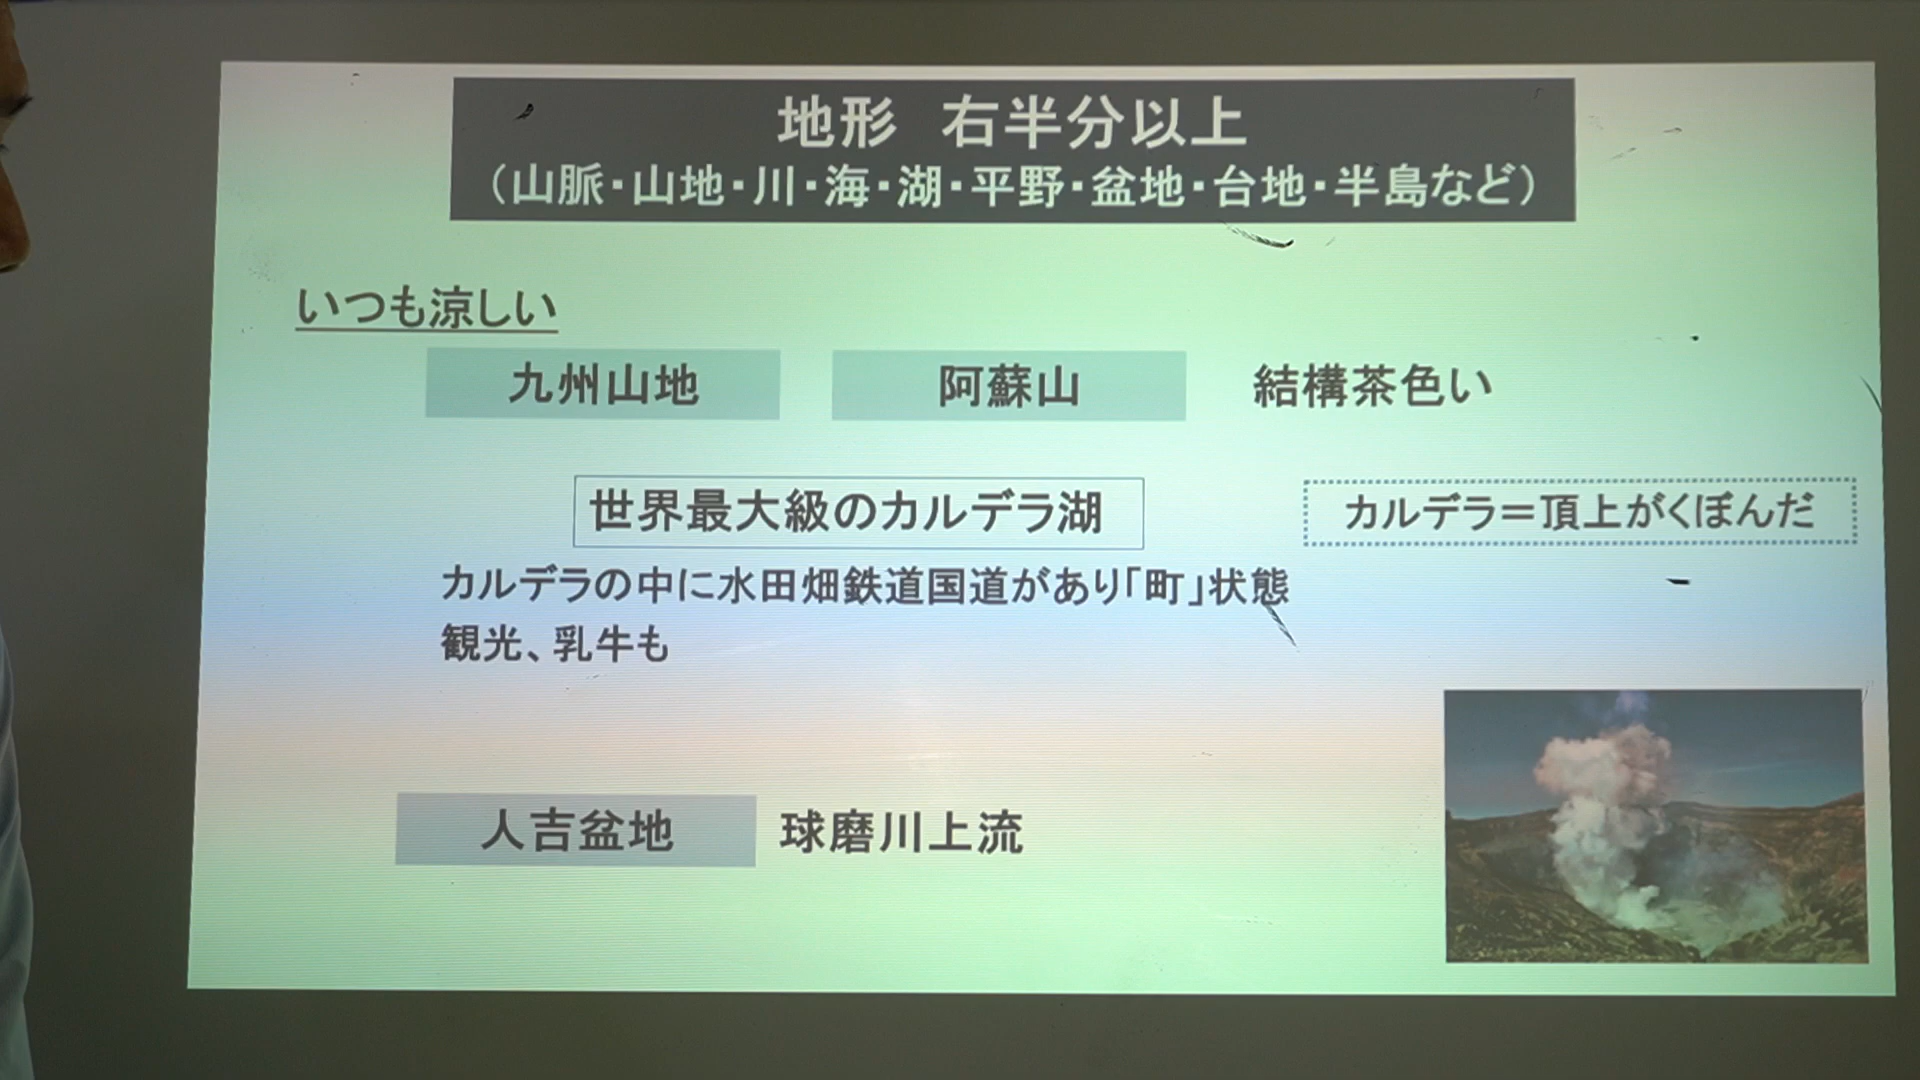 地形　右半分以上
（山脈・山地・川・海・湖・平野・盆地・台地・半島など）
いつも涼しい
九州山地　阿蘇山　結構茶色い
世界最大級のカルデラ湖　カルデラ＝頂上がくぼんだ
カルデラの中に水田畑鉄道国道があり「町」状態
観光、乳牛も
人吉盆地　球磨川上流